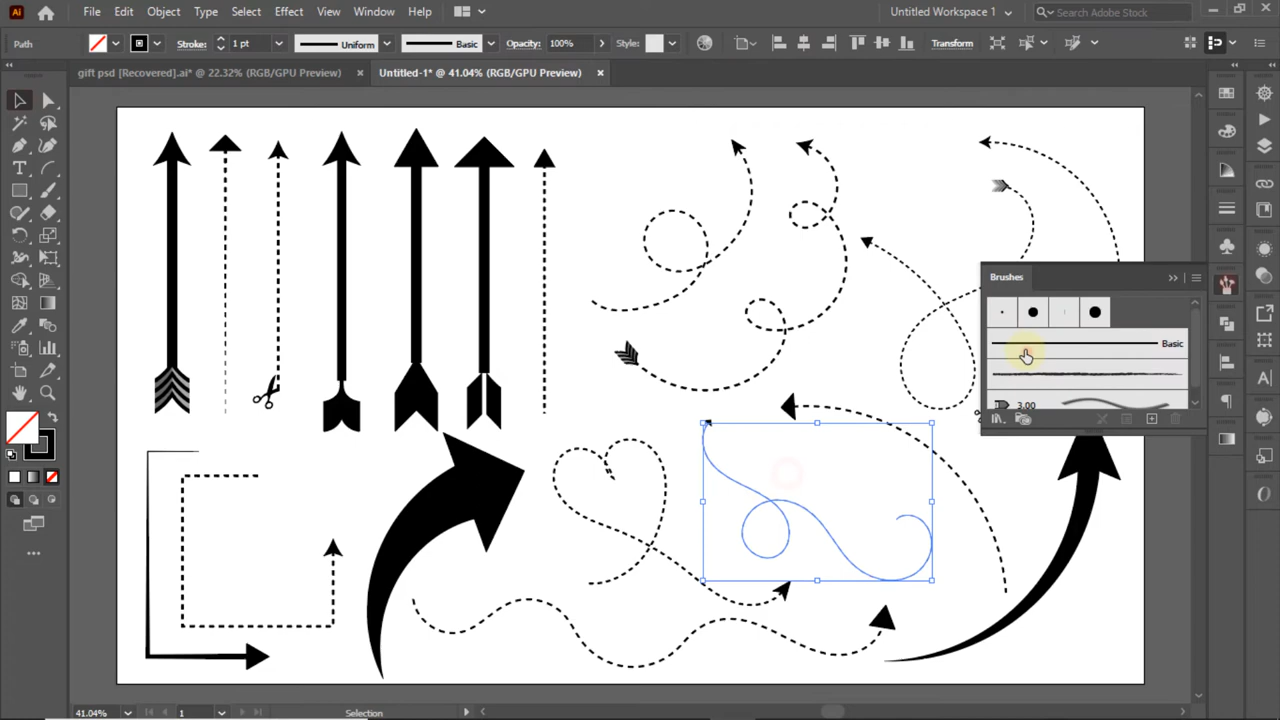 Ai File Edit Object Type Select Effect View Window Help Untitled Workspace 1 Search Adobe Stock
Path Stroke: 1 pt Uniform Basic Opacity: 100% Style: Transform
gift psd [Recovered].ai* @ 22.32% (RGB/GPU Preview) × Untitled-1* @ 41.04% (RGB/GPU Preview) ×
Brushes
Basic
3.00
41.04% 1 Selection